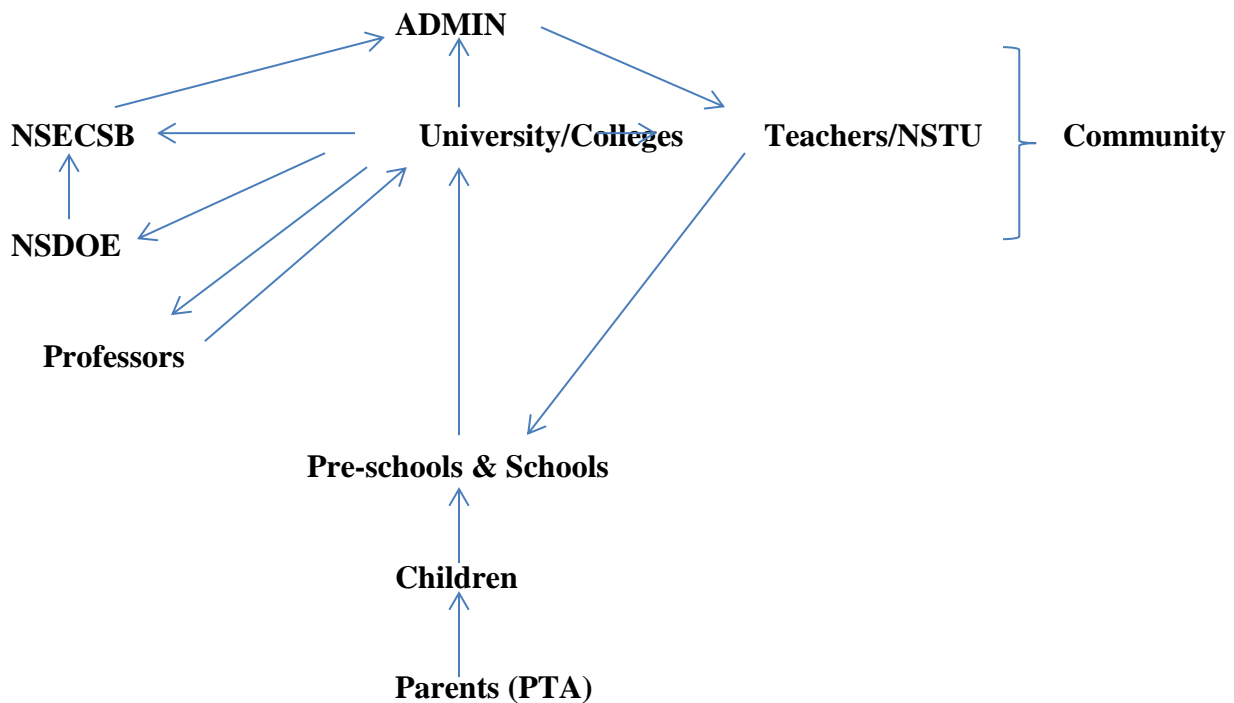 ADMIN
NSECSB University/Colleges Teachers/NSTU Community
NSDOE
Professors
Pre-schools & Schools
Children
Parents (PTA)